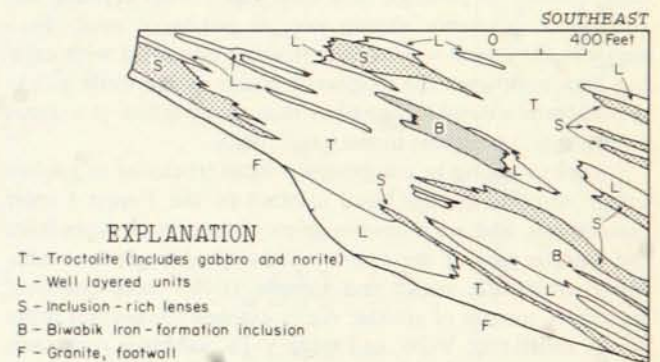 SOUTHEAST
0 400 Feet
L
L
S
L
S
L
T
S
B
T
L
L
F
S
S
L
B
L
T
L
F
EXPLANATION
T - Troctolite (Includes gabbro and norite)
L - Well layered units
S - Inclusion-rich lenses
B - Biwabik Iron-formation inclusion
F - Granite, footwall